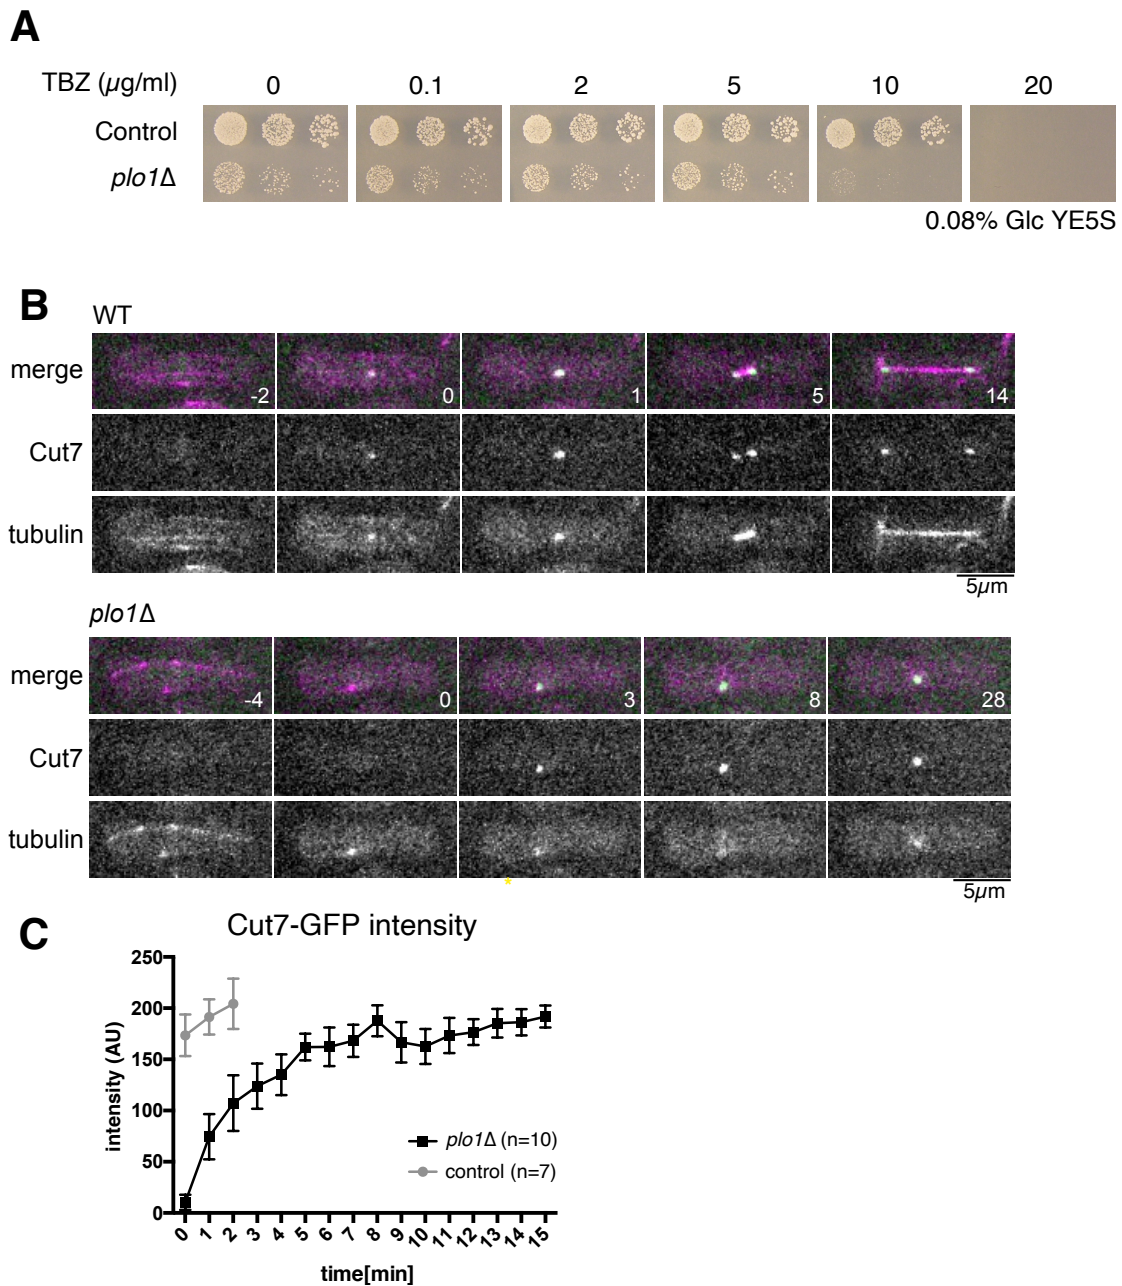 A
TBZ (µg/ml) 0 0.1 2 5 10 20
Control
plo1Δ
0.08% Glc YE5S
B
WT
merge -2 0 1 5 14
Cut7
tubulin
5µm
plo1Δ
merge -4 0 3 8 28
Cut7
tubulin
*
5µm
C
Cut7-GFP intensity
250
200
150
100
50
0
intensity (AU)
plo1Δ (n=10)
control (n=7)
0 1 2 3 4 5 6 7 8 9 10 11 12 13 14 15
time[min]